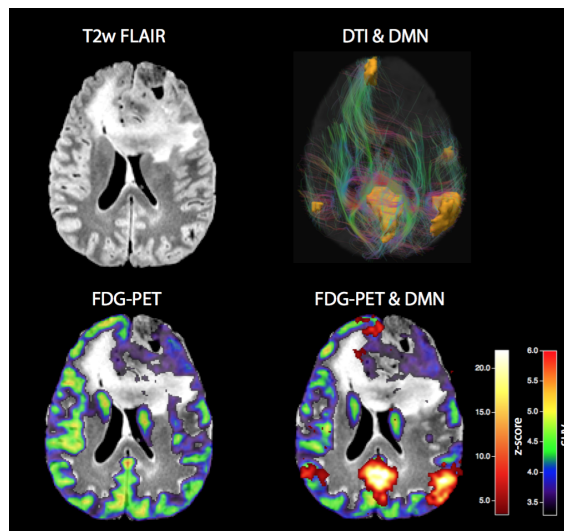 T2w FLAIR
DTI & DMN
FDG-PET
FDG-PET & DMN
20.0
15.0
10.0
5.0
z-score
6.0
5.5
5.0
4.5
4.0
3.5